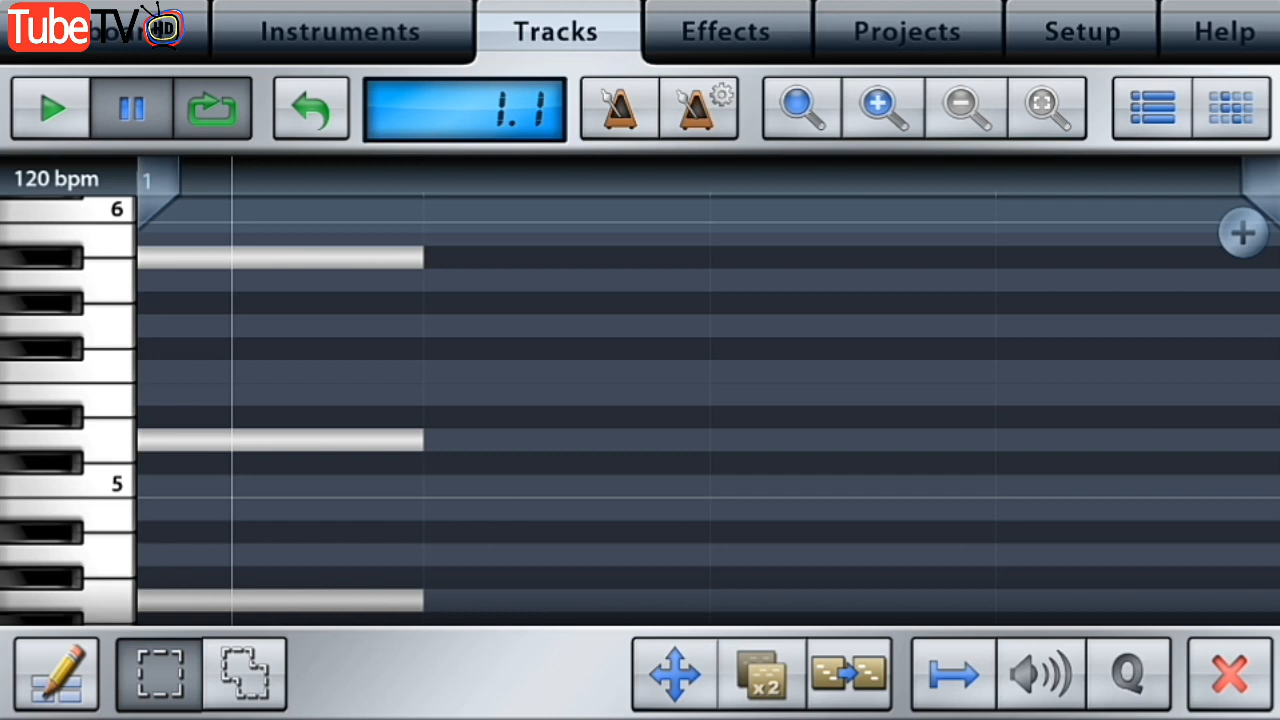 TubeTV HD
Instruments
Tracks
Effects
Projects
Setup
Help
1.1
120 bpm
1
6
5
x2
Q